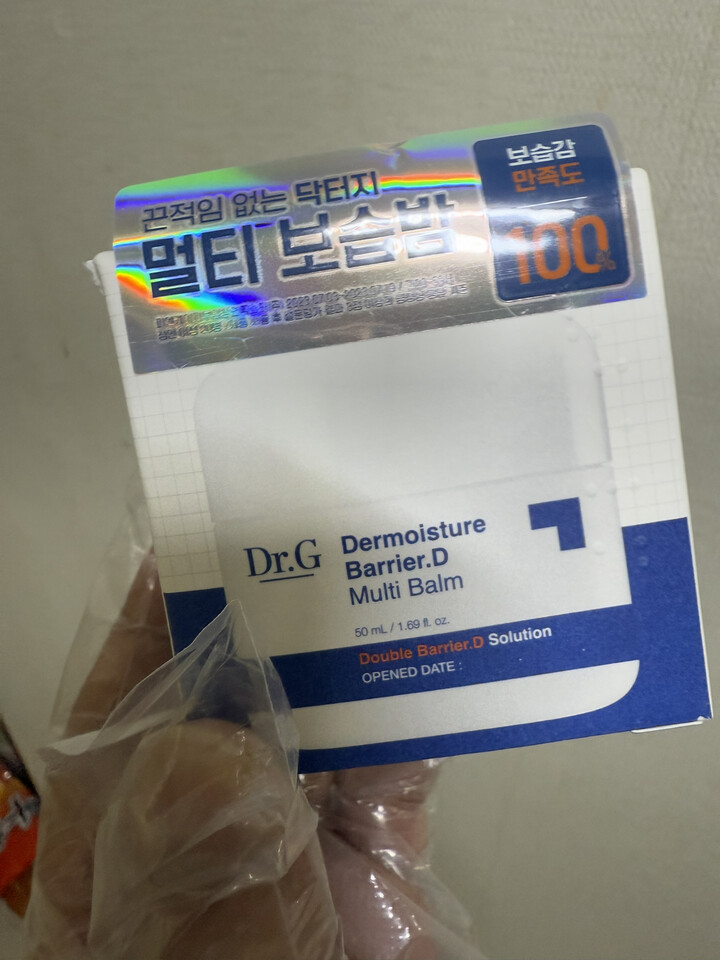 끈적임 없는 닥터지
멀티 보습밤
보습감
만족도
100%
Dr.G
Dermoisture
Barrier.D
Multi Balm
50 mL / 1.69 fl. oz.
Double Barrier.D Solution
OPENED DATE :